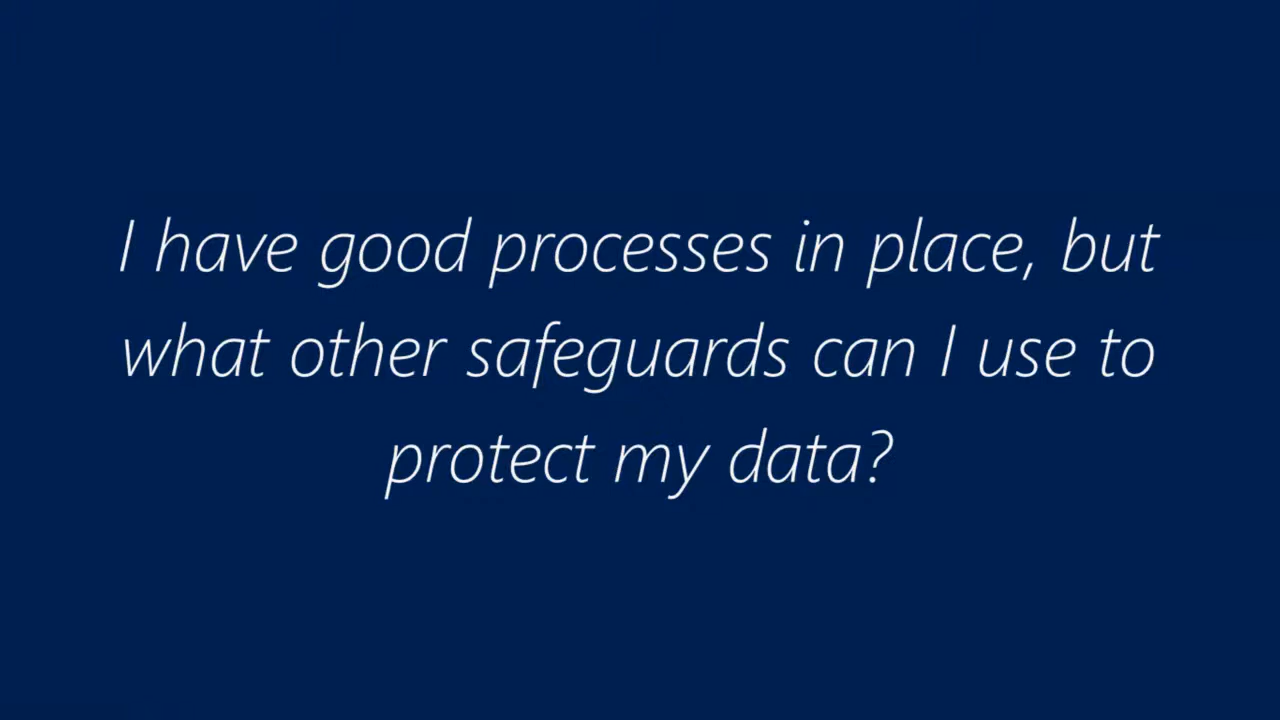 I have good processes in place, but
what other safeguards can I use to
protect my data?